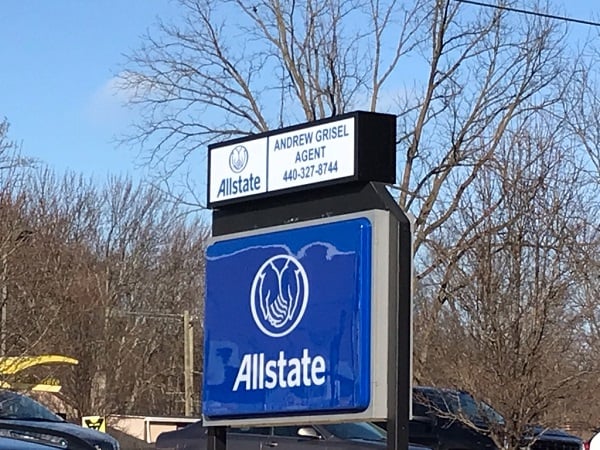 Allstate
ANDREW GRISEL
AGENT
440-327-8744
Allstate